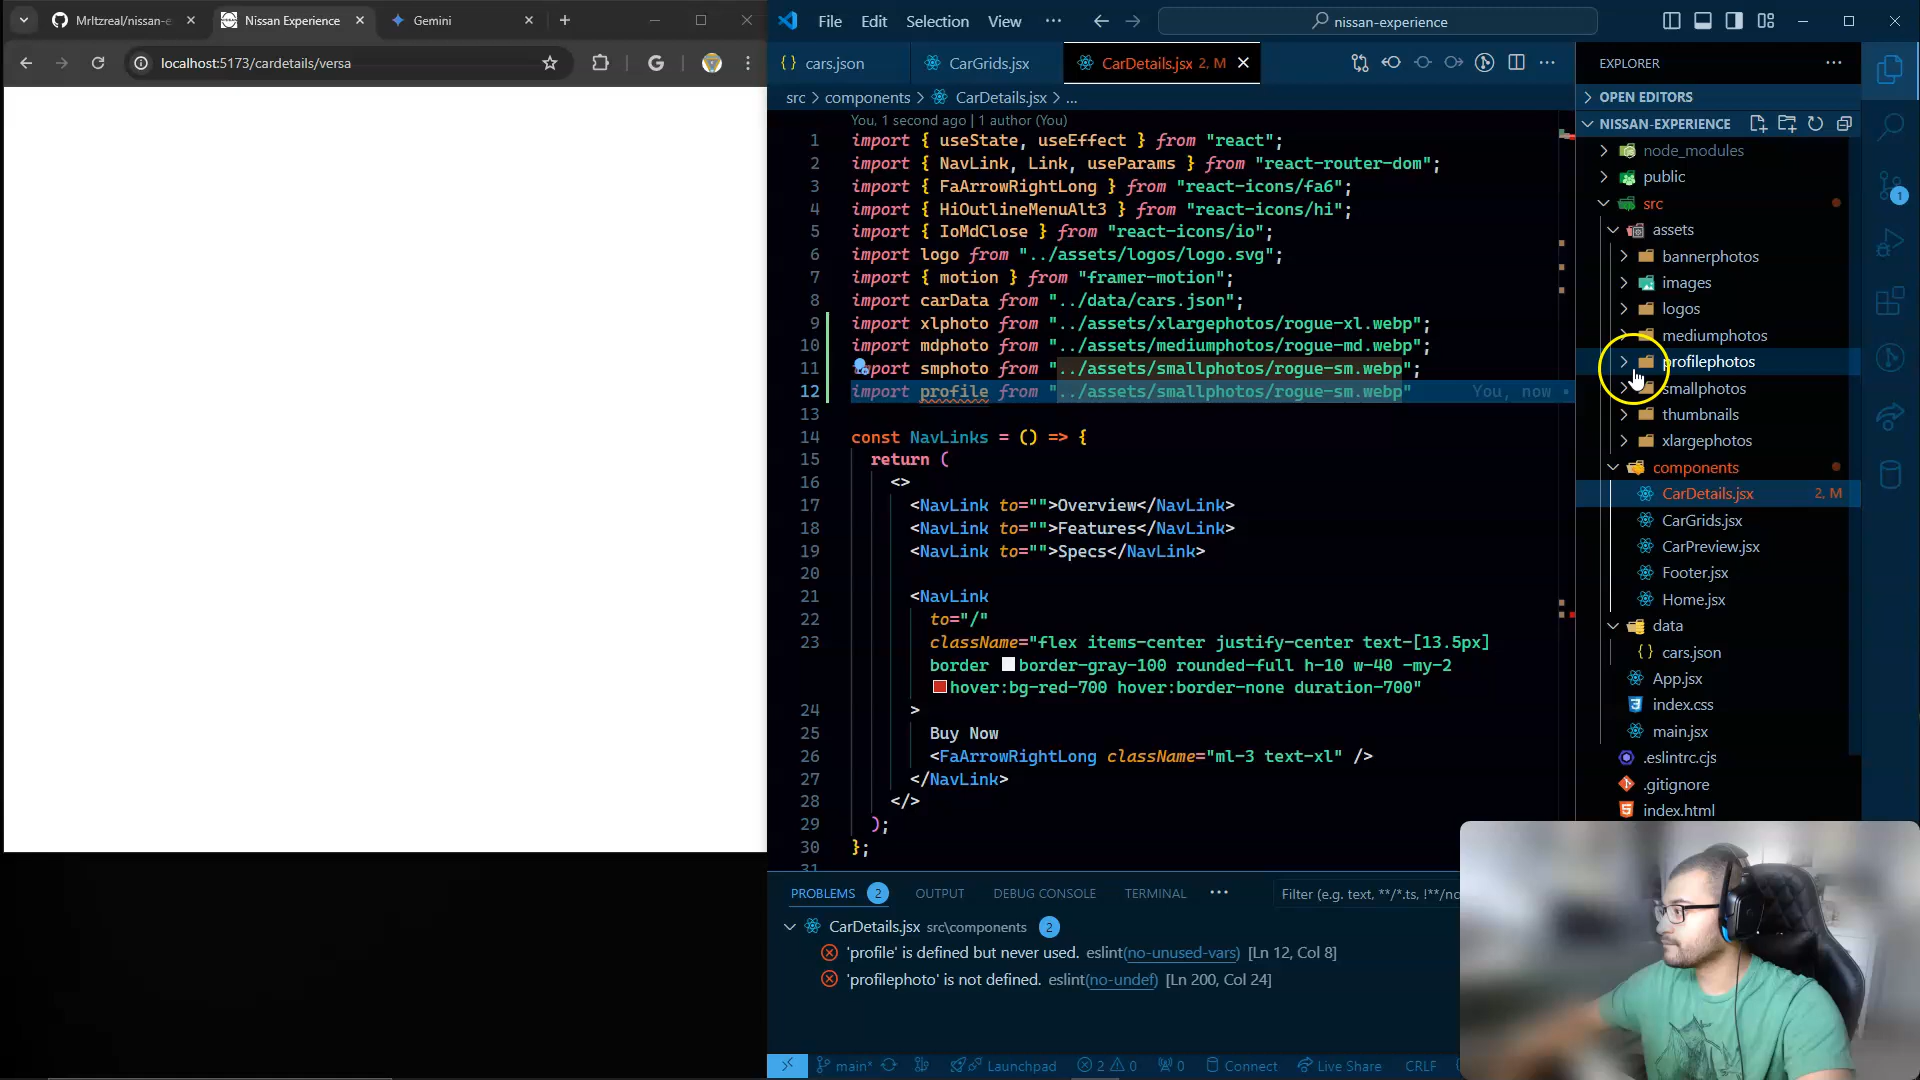 MrItzreal/nissan-e
Nissan Experience
Gemini
localhost:5173/cardetails/versa
File Edit Selection View
nissan-experience
cars.json
CarGrids.jsx
CarDetails.jsx 2, M
src > components > CarDetails.jsx > ...
You, 1 second ago | 1 author (You)
1 import { useState, useEffect } from "react";
2 import { NavLink, Link, useParams } from "react-router-dom";
3 import { FaArrowRightLong } from "react-icons/fa6";
4 import { HiOutlineMenuAlt3 } from "react-icons/hi";
5 import { IoMdClose } from "react-icons/io";
6 import logo from "../assets/logos/logo.svg";
7 import { motion } from "framer-motion";
8 import carData from "../data/cars.json";
9 import xlphoto from "../assets/xlargephotos/rogue-xl.webp";
10 import mdphoto from "../assets/mediumphotos/rogue-md.webp";
11 import smphoto from "../assets/smallphotos/rogue-sm.webp";
12 import profile from "../assets/smallphotos/rogue-sm.webp" You, now •
13
14 const NavLinks = () => {
15 return (
16 <>
17 <NavLink to="">Overview</NavLink>
18 <NavLink to="">Features</NavLink>
19 <NavLink to="">Specs</NavLink>
20
21 <NavLink
22 to="/"
23 className="flex items-center justify-center text-[13.5px]
border border-gray-100 rounded-full h-10 w-40 -my-2
hover:bg-red-700 hover:border-none duration-700"
24 >
25 Buy Now
26 <FaArrowRightLong className="ml-3 text-xl" />
27 </NavLink>
28 </>
29 );
30 };
31
EXPLORER
OPEN EDITORS
NISSAN-EXPERIENCE
node_modules
public
src
assets
bannerphotos
images
logos
mediumphotos
profilephotos
smallphotos
thumbnails
xlargephotos
components
CarDetails.jsx 2, M
CarGrids.jsx
CarPreview.jsx
Footer.jsx
Home.jsx
data
cars.json
App.jsx
index.css
main.jsx
.eslintrc.cjs
.gitignore
index.html
1
PROBLEMS 2 OUTPUT DEBUG CONSOLE TERMINAL
Filter (e.g. text, **/*.ts, !**/no
CarDetails.jsx src\components 2
'profile' is defined but never used. eslint(no-unused-vars) [Ln 12, Col 8]
'profilephoto' is not defined. eslint(no-undef) [Ln 200, Col 24]
main* Launchpad 2 0 0 Connect Live Share CRLF